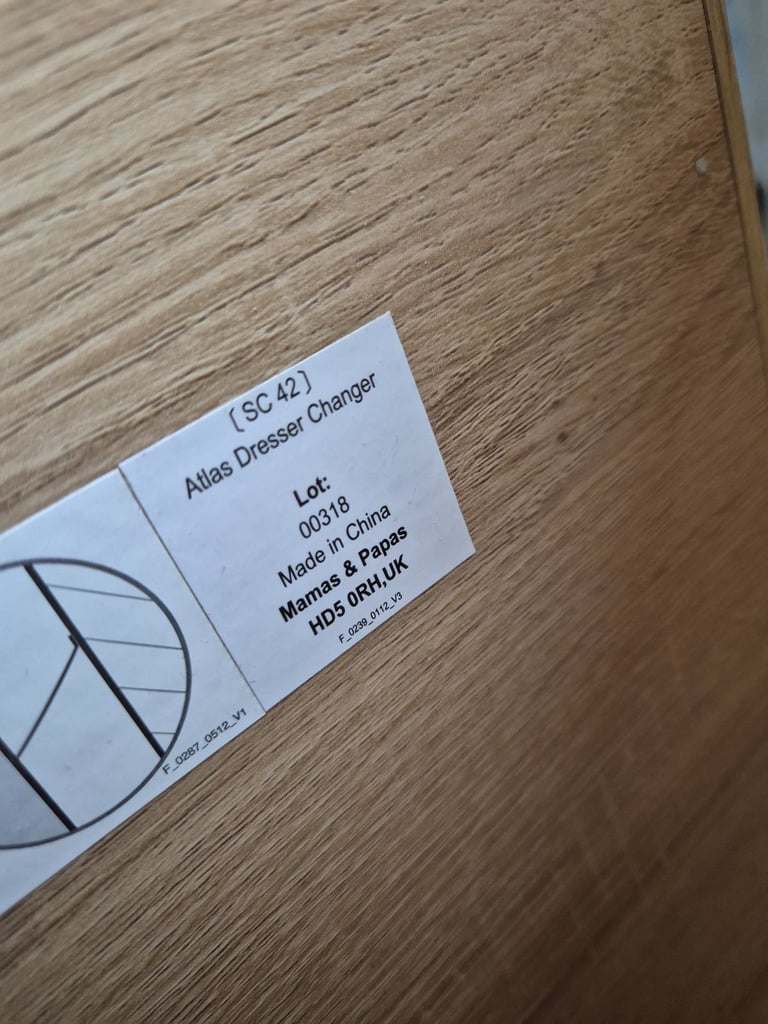 [SC 42]
Atlas Dresser Changer
Lot:
00318
Made in China
Mamas & Papas
HD5 0RH,UK
F_0239_0112_V3
F_0287_0512_V1